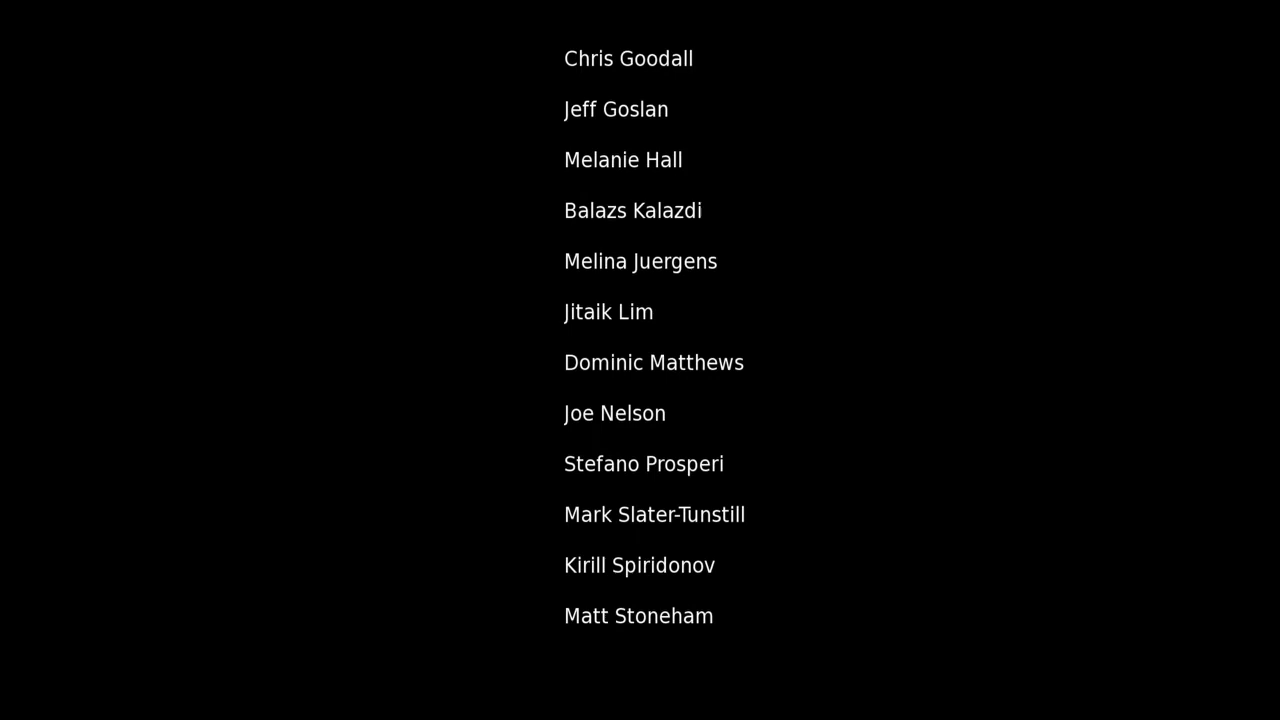 Chris Goodall
Jeff Goslan
Melanie Hall
Balazs Kalazdi
Melina Juergens
Jitaik Lim
Dominic Matthews
Joe Nelson
Stefano Prosperi
Mark Slater-Tunstill
Kirill Spiridonov
Matt Stoneham